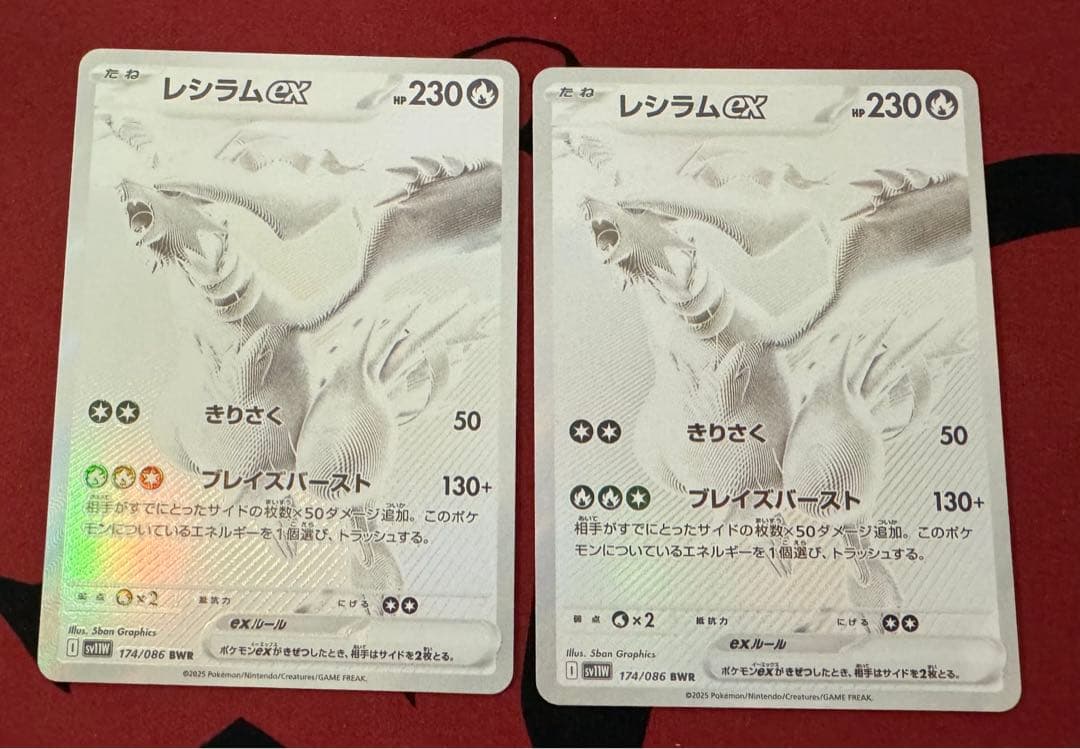 たね レシラムex HP 230
きりさく 50
ブレイズバースト 130+
相手がすでにとったサイドの枚数×50ダメージ追加。このポケ
モンについているエネルギーを1個選び、トラッシュする。
弱点 ×2 抵抗力 にげる
Illus. 5ban Graphics exルール
I sv11W 174/086 BWR ポケモンexがきぜつしたとき、相手はサイドを2枚とる。
©2025 Pokémon/Nintendo/Creatures/GAME FREAK.
たね レシラムex HP 230
きりさく 50
ブレイズバースト 130+
相手がすでにとったサイドの枚数×50ダメージ追加。このポケ
モンについているエネルギーを1個選び、トラッシュする。
弱点 ×2 抵抗力 にげる
Illus. 5ban Graphics exルール
I sv11W 174/086 BWR ポケモンexがきぜつしたとき、相手はサイドを2枚とる。
©2025 Pokémon/Nintendo/Creatures/GAME FREAK.